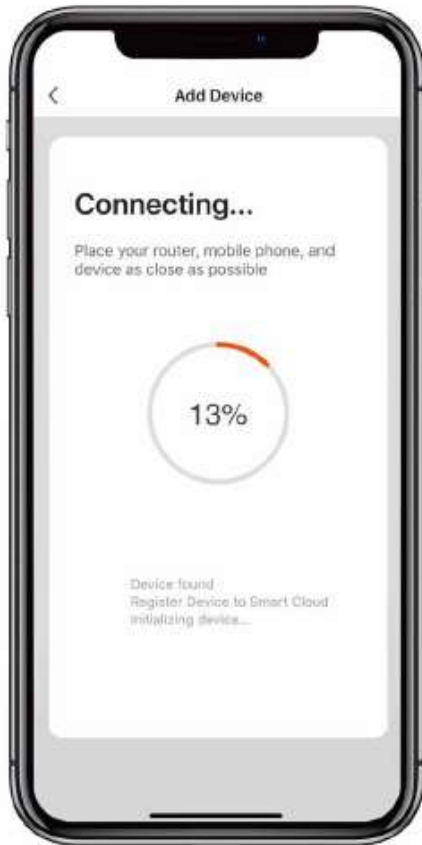 Add Device
Connecting...
Place your router, mobile phone, and
device as close as possible
13%
Device found
Register Device to Smart Cloud
Initializing device...